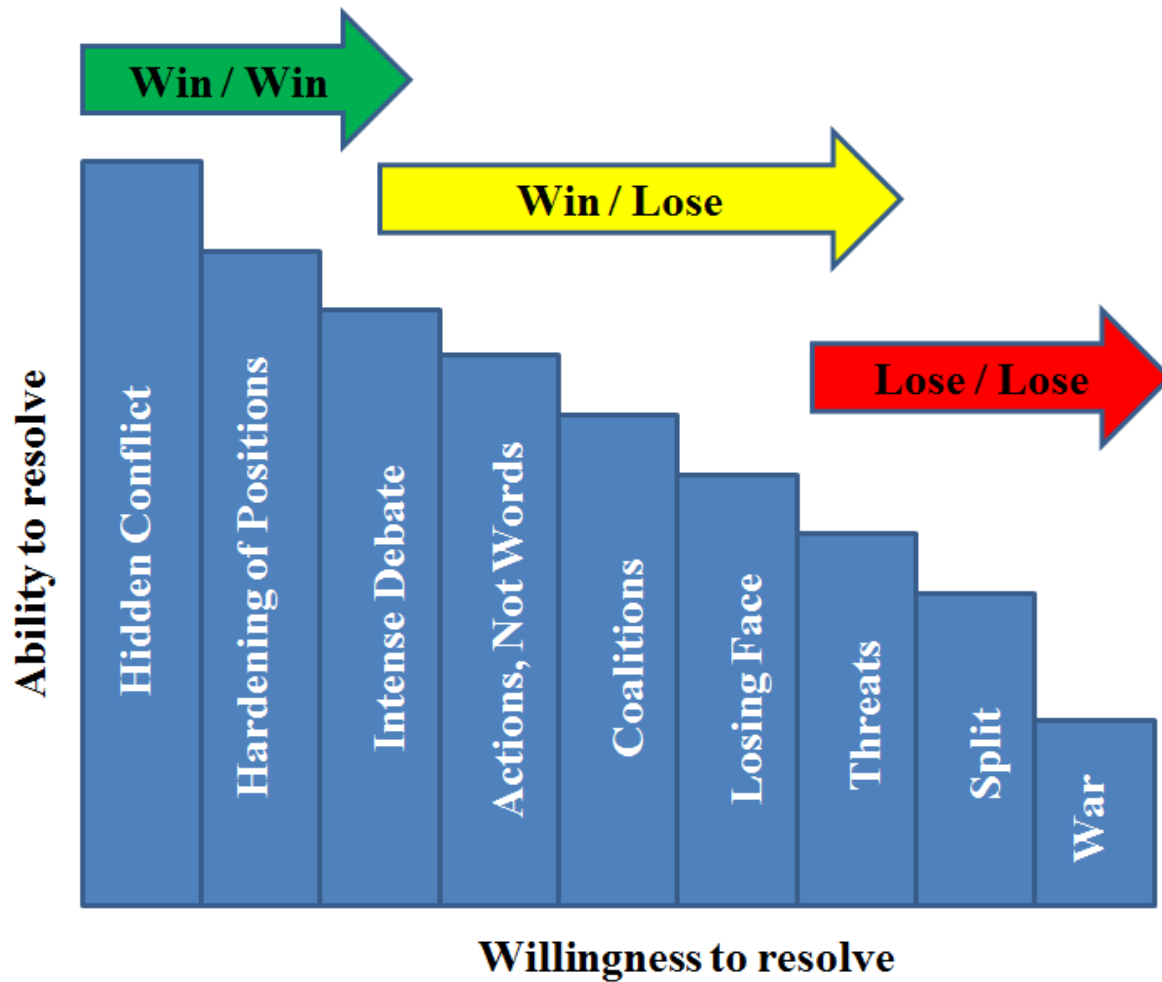 Win / Win
Win / Lose
Lose / Lose
Ability to resolve
Hidden Conflict
Hardening of Positions
Intense Debate
Actions, Not Words
Coalitions
Losing Face
Threats
Split
War
Willingness to resolve